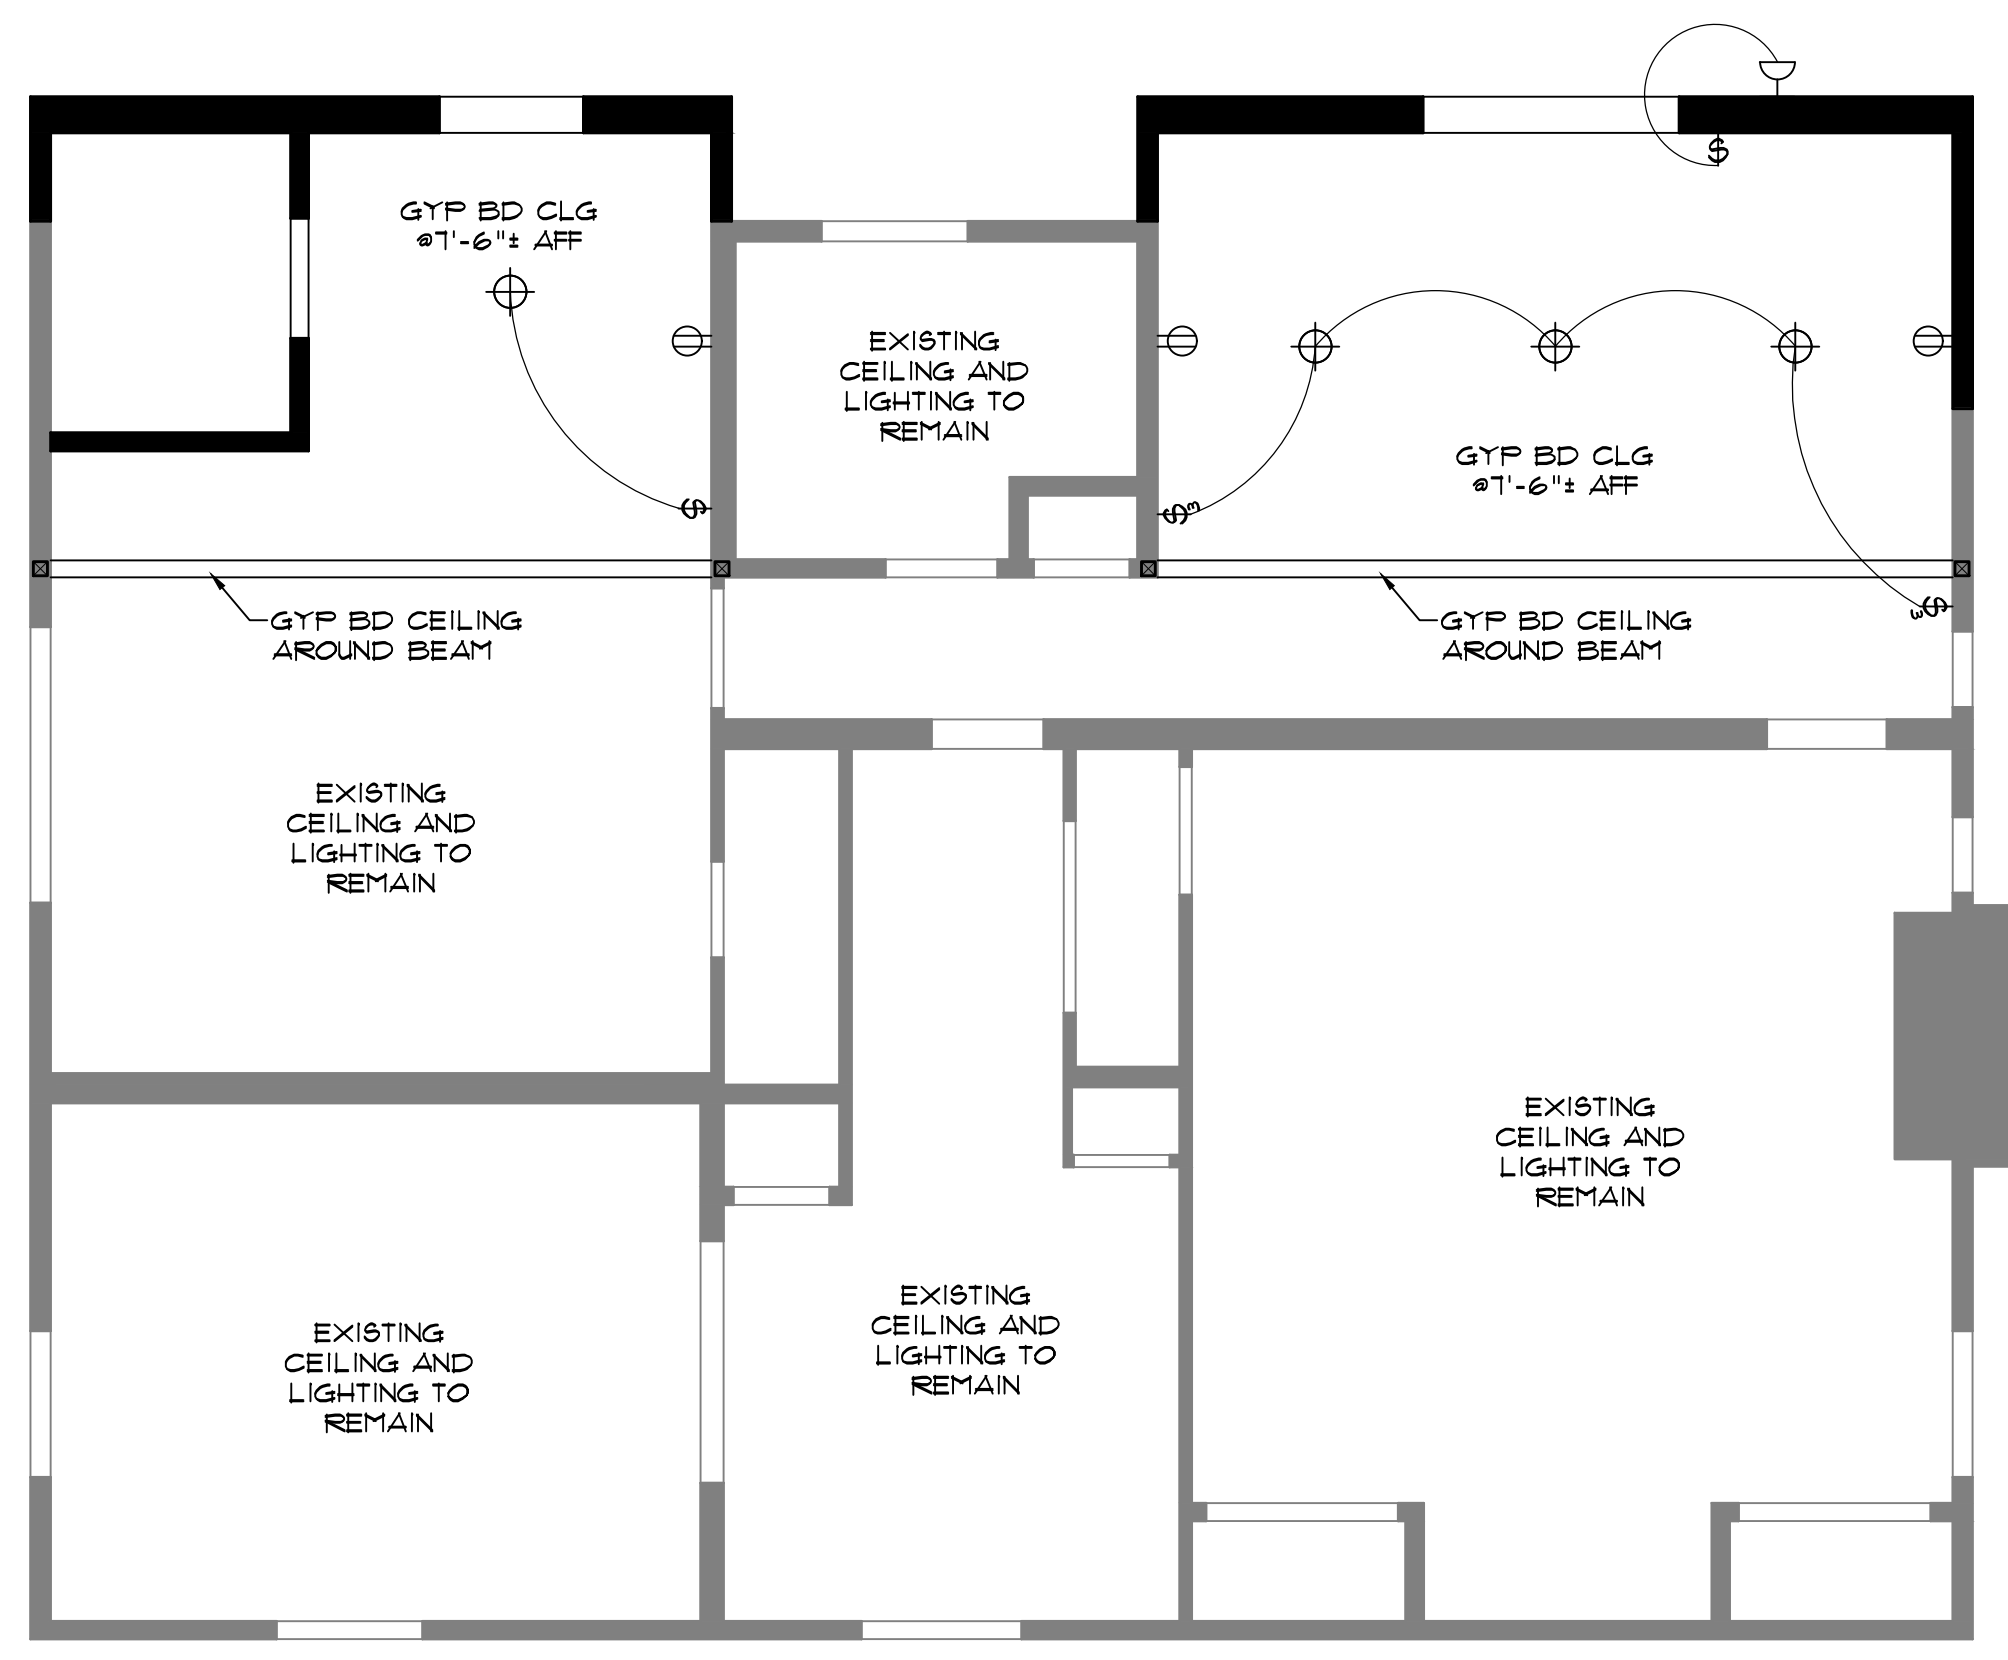 GYP BD CLG
@7'-6"± AFF
$
EXISTING
CEILING AND
LIGHTING TO
REMAIN
GYP BD CLG
@7'-6"± AFF
$
$3
$3
GYP BD CEILING
AROUND BEAM
GYP BD CEILING
AROUND BEAM
EXISTING
CEILING AND
LIGHTING TO
REMAIN
EXISTING
CEILING AND
LIGHTING TO
REMAIN
EXISTING
CEILING AND
LIGHTING TO
REMAIN
EXISTING
CEILING AND
LIGHTING TO
REMAIN